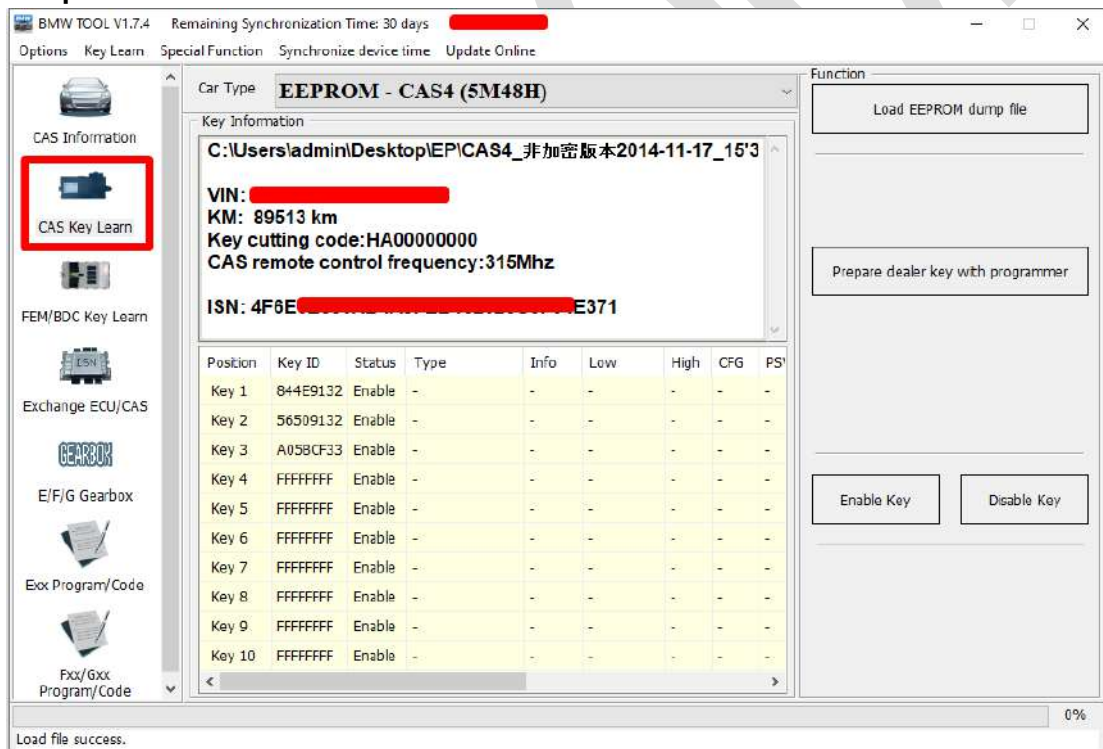 BMW TOOL V1.7.4 Remaining Synchronization Time: 30 days
Options Key Learn Special Function Synchronize device time Update Online
CAS Information
CAS Key Learn
FEM/BDC Key Learn
ISN
Exchange ECU/CAS
GEARBOX
E/F/G Gearbox
Exx Program/Code
Fxx/Gxx
Program/Code
Car Type EEPROM - CAS4 (5M48H)
Key Information
C:\Users\admin\Desktop\EP\CAS4_非加密版本2014-11-17_15'3
VIN:
KM: 89513 km
Key cutting code:HA00000000
CAS remote control frequency:315Mhz
ISN: 4F6E E371
Position Key ID Status Type Info Low High CFG PS
Key 1 844E9132 Enable - - - - - -
Key 2 56509132 Enable - - - - - -
Key 3 A05BCF33 Enable - - - - - -
Key 4 FFFFFFFF Enable - - - - - -
Key 5 FFFFFFFF Enable - - - - - -
Key 6 FFFFFFFF Enable - - - - - -
Key 7 FFFFFFFF Enable - - - - - -
Key 8 FFFFFFFF Enable - - - - - -
Key 9 FFFFFFFF Enable - - - - - -
Key 10 FFFFFFFF Enable - - - - - -
Function
Load EEPROM dump file
Prepare dealer key with programmer
Enable Key Disable Key
0%
Load file success.